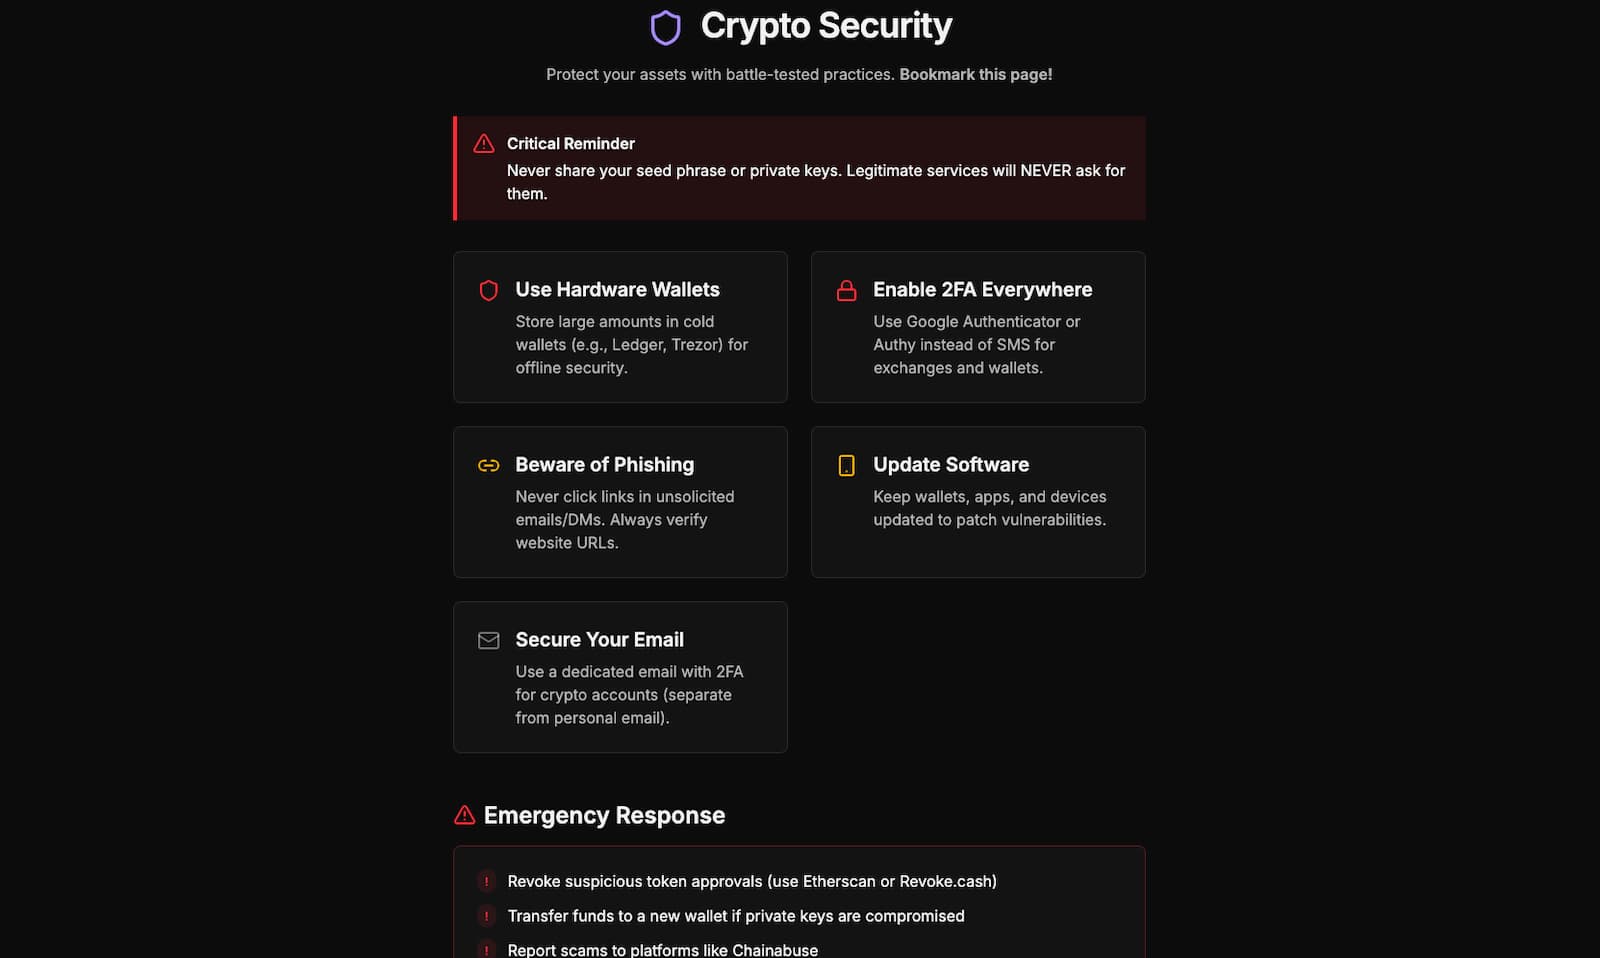 Crypto Security
Protect your assets with battle-tested practices. Bookmark this page!
Critical Reminder
Never share your seed phrase or private keys. Legitimate services will NEVER ask for
them.
Use Hardware Wallets
Store large amounts in cold
wallets (e.g., Ledger, Trezor) for
offline security.
Enable 2FA Everywhere
Use Google Authenticator or
Authy instead of SMS for
exchanges and wallets.
Beware of Phishing
Never click links in unsolicited
emails/DMs. Always verify
website URLs.
Update Software
Keep wallets, apps, and devices
updated to patch vulnerabilities.
Secure Your Email
Use a dedicated email with 2FA
for crypto accounts (separate
from personal email).
Emergency Response
! Revoke suspicious token approvals (use Etherscan or Revoke.cash)
! Transfer funds to a new wallet if private keys are compromised
! Report scams to platforms like Chainabuse